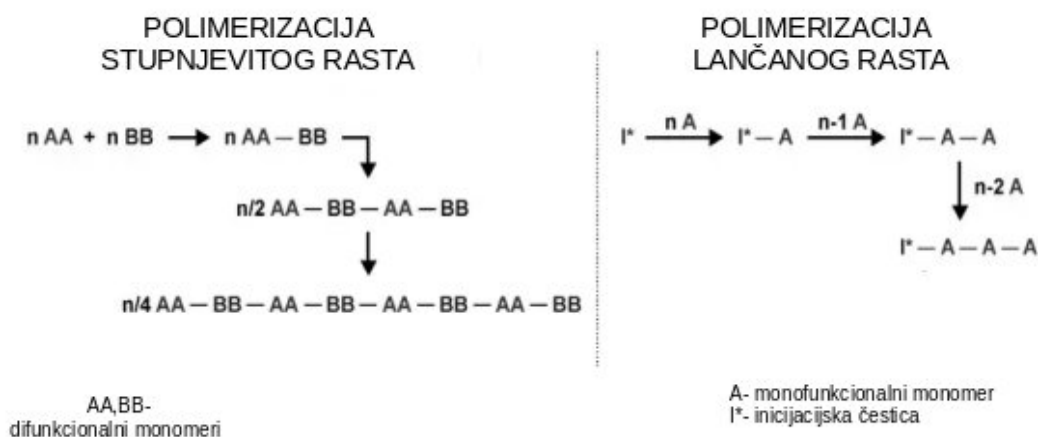 POLIMERIZACIJA
STUPNJEVITOG RASTA
n AA + n BB → n AA — BB
n/2 AA — BB — AA — BB
n/4 AA — BB — AA — BB — AA — BB — AA — BB
AA,BB-
difunkcionalni monomeri
POLIMERIZACIJA
LANČANOG RASTA
n A
n-1 A
I* → I* — A → I* — A — A
n-2 A
I* — A — A — A
A- monofunkcionalni monomer
I*- inicijacijska čestica